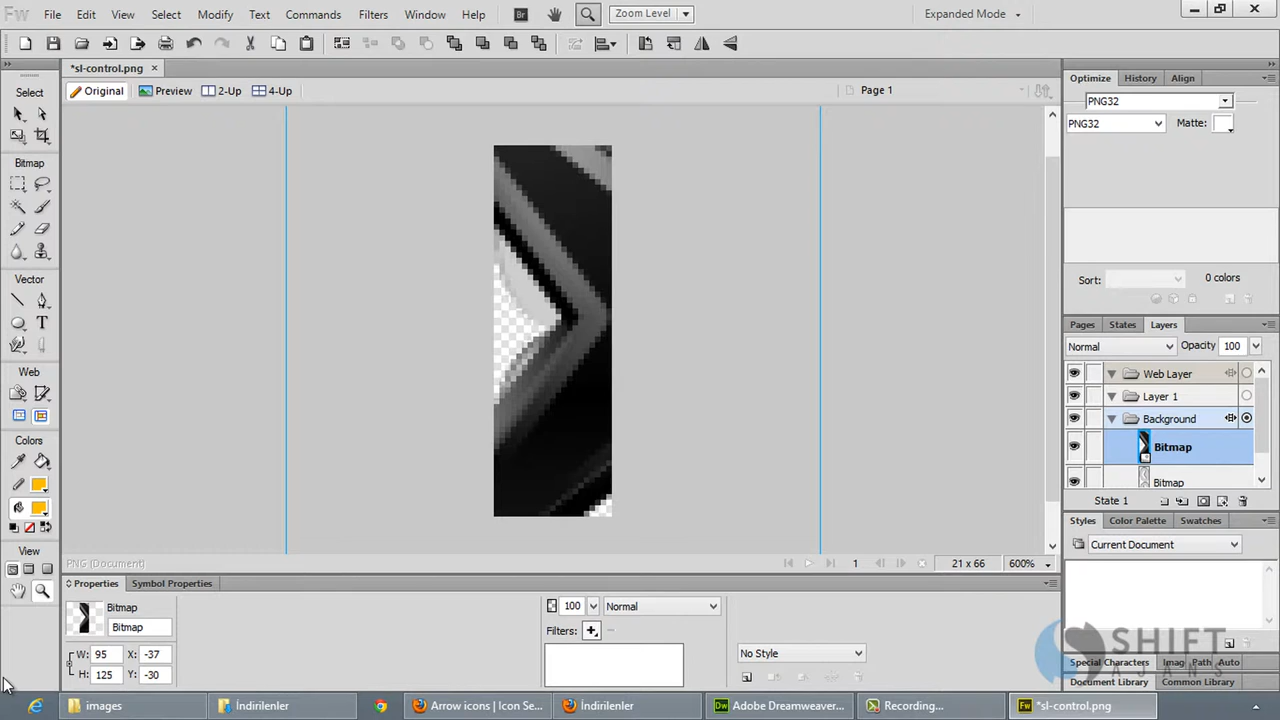 Fw File Edit View Select Modify Text Commands Filters Window Help Br Zoom Level Expanded Mode
*sl-control.png
Original Preview 2-Up 4-Up Page 1
Select
Bitmap
Vector
Web
Colors
View
PNG (Document) 1 21 x 66 600%
Properties Symbol Properties
Bitmap
Bitmap
W: 95 X: -37
H: 125 Y: -30
100 Normal
Filters:
No Style
Optimize History Align
PNG32
PNG32 Matte:
Sort: 0 colors
Pages States Layers
Normal Opacity 100
Web Layer
Layer 1
Background
Bitmap
Bitmap
State 1
Styles Color Palette Swatches
Current Document
SHIFT
AJANS
Special Characters Imag Path Auto
Document Library Common Library
images İndirilenler Arrow icons | Icon Se... İndirilenler Dw Adobe Dreamweaver... Recording... Fw *sl-control.png